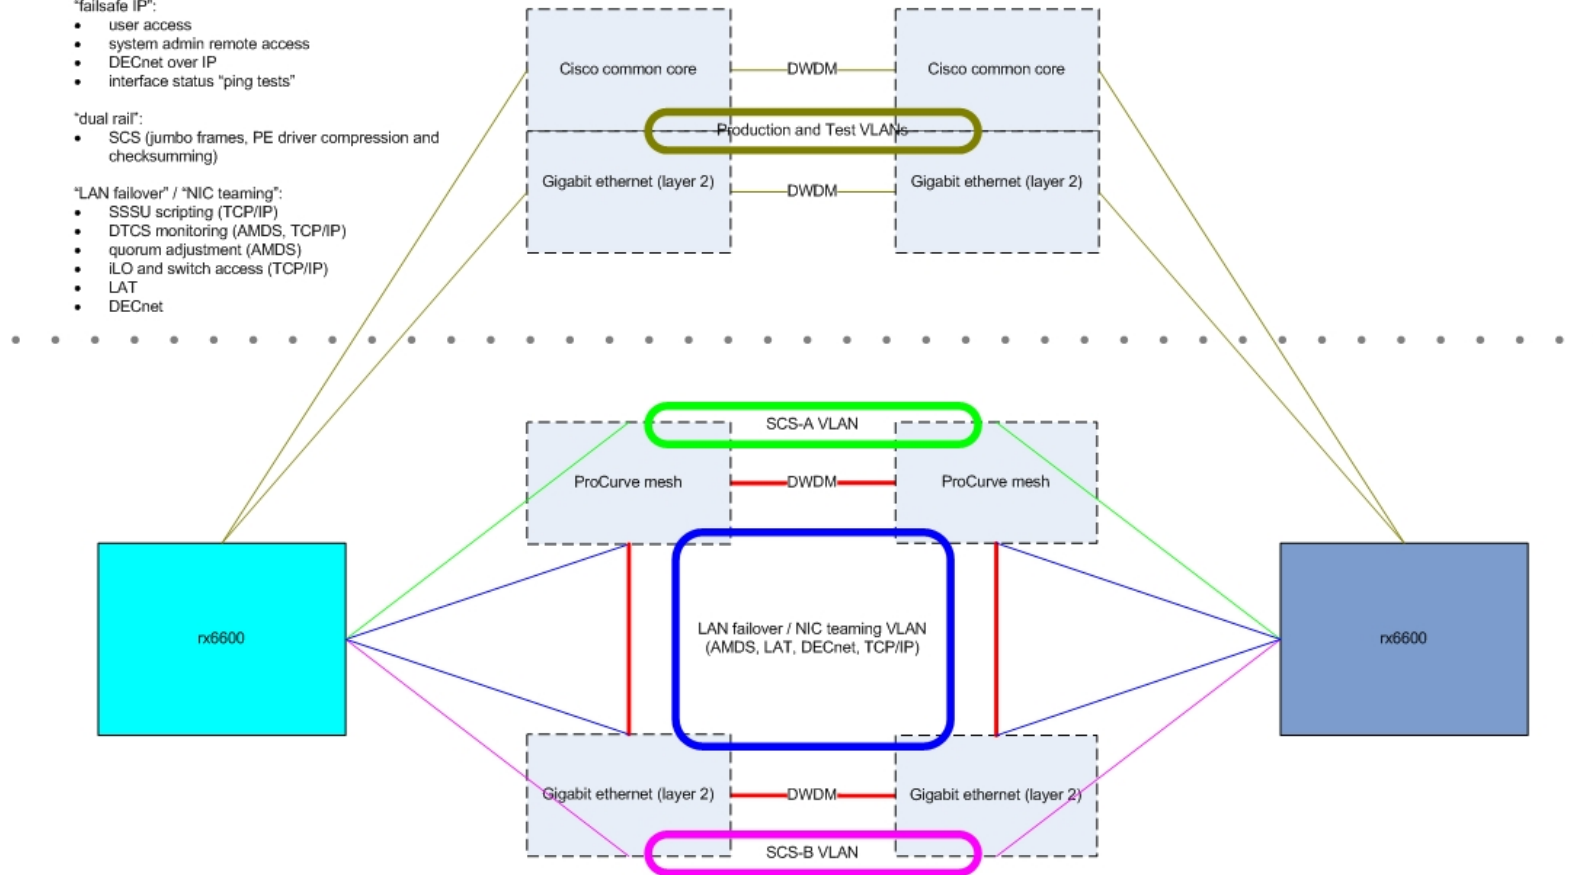 “failsafe IP”:
• user access
• system admin remote access
• DECnet over IP
• interface status “ping tests”
“dual rail”:
• SCS (jumbo frames, PE driver compression and
checksumming)
“LAN failover” / “NIC teaming”:
• SSSU scripting (TCP/IP)
• DTCS monitoring (AMDS, TCP/IP)
• quorum adjustment (AMDS)
• iLO and switch access (TCP/IP)
• LAT
• DECnet
Cisco common core
DWDM
Cisco common core
Production and Test VLANs
Gigabit ethernet (layer 2)
DWDM
Gigabit ethernet (layer 2)
SCS-A VLAN
ProCurve mesh
DWDM
ProCurve mesh
rx6600
LAN failover / NIC teaming VLAN
(AMDS, LAT, DECnet, TCP/IP)
rx6600
Gigabit ethernet (layer 2)
DWDM
Gigabit ethernet (layer 2)
SCS-B VLAN